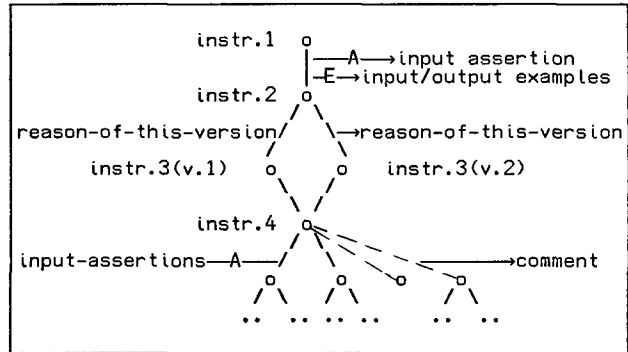 instr.1 o
A→input assertion
E→input/output examples
instr.2 o
reason-of-this-version →reason-of-this-version
instr.3(v.1) o o instr.3(v.2)
instr.4 o
input-assertions—A— →comment
o o o o
.. .. .. .. .. ..